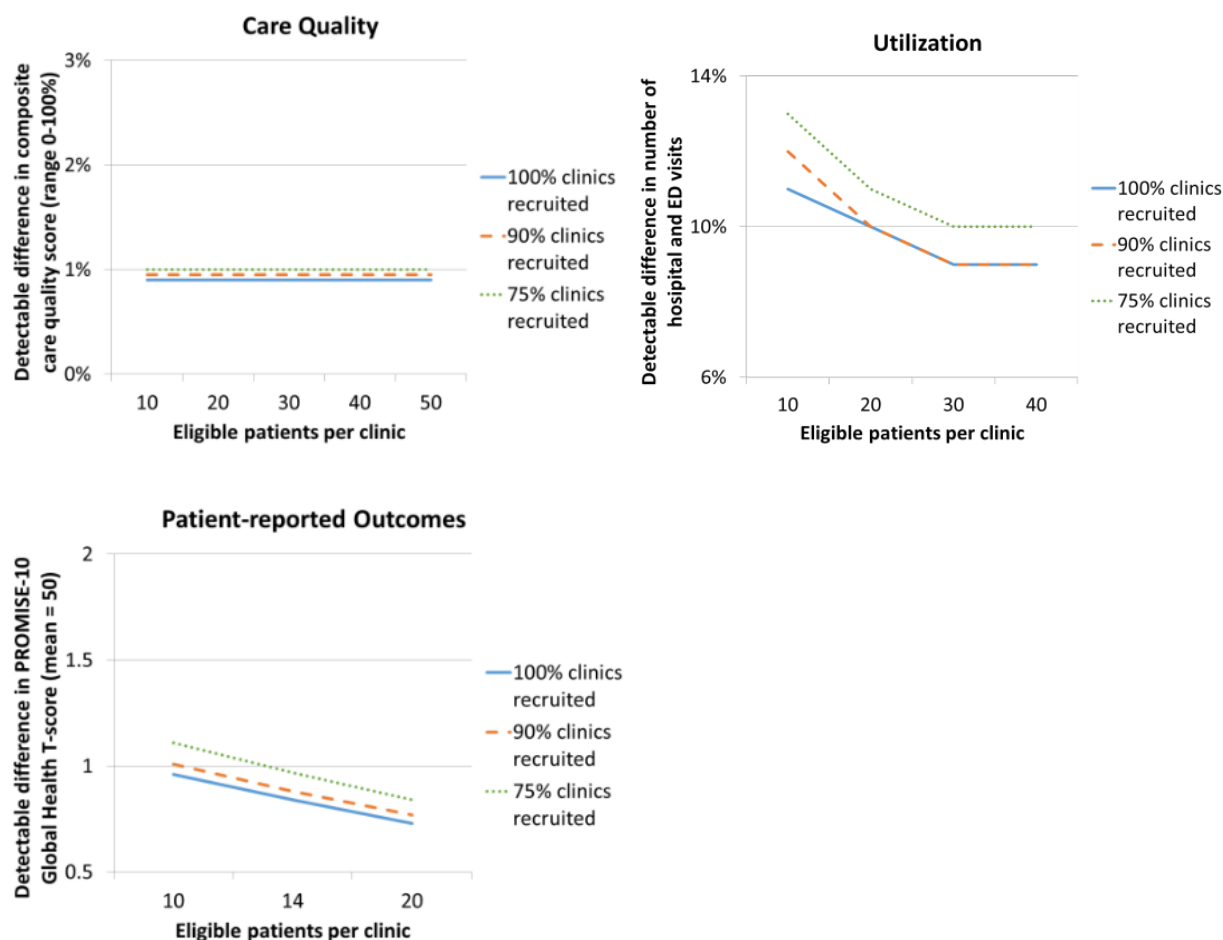 Care Quality
Detectable difference in composite
care quality score (range 0-100%)
3%
2%
1%
0%
10 20 30 40 50
Eligible patients per clinic
100% clinics
recruited
90% clinics
recruited
75% clinics
recruited
Utilization
Detectable difference in number of
hosipital and ED visits
14%
10%
6%
10 20 30 40
Eligible patients per clinic
100% clinics
recruited
90% clinics
recruited
75% clinics
recruited
Patient-reported Outcomes
Detectable difference in PROMISE-10
Global Health T-score (mean = 50)
2
1.5
1
0.5
10 14 20
Eligible patients per clinic
100% clinics
recruited
90% clinics
recruited
75% clinics
recruited